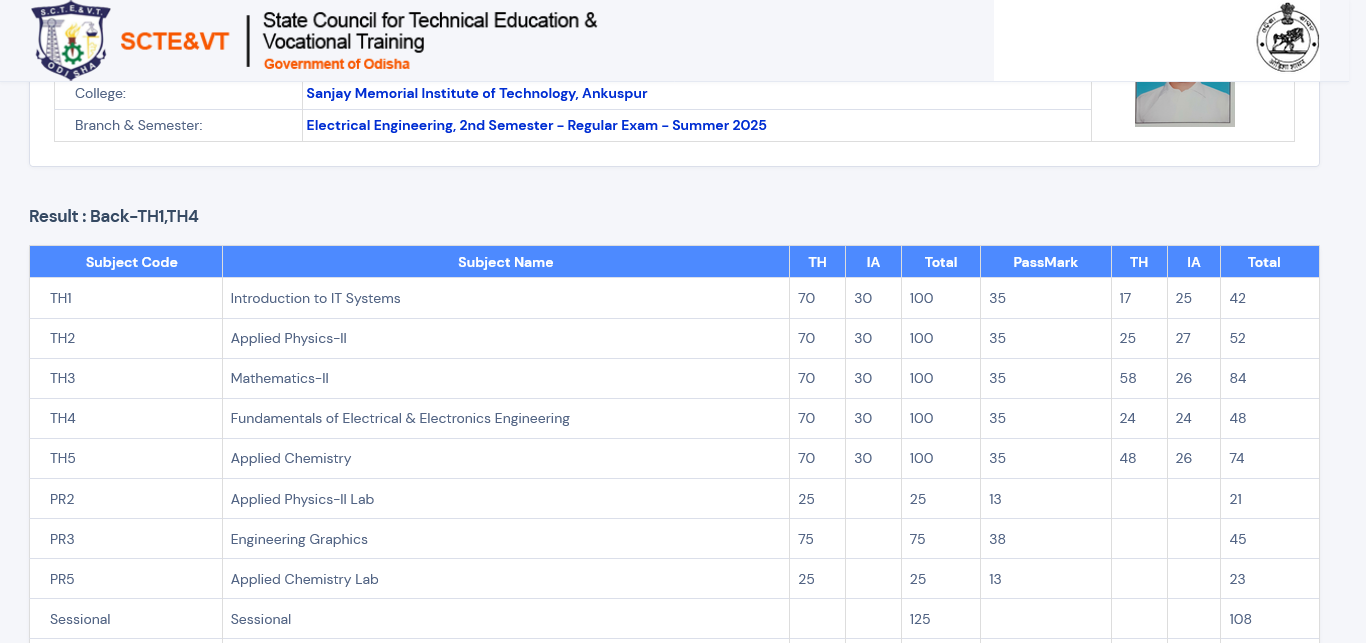 S.C.T.E.&V.T.
ODISHA
SCTE&VT
State Council for Technical Education &
Vocational Training
Government of Odisha
College: Sanjay Memorial Institute of Technology, Ankuspur
Branch & Semester: Electrical Engineering, 2nd Semester - Regular Exam - Summer 2025
Result : Back-TH1,TH4
Subject Code Subject Name TH IA Total PassMark TH IA Total
TH1 Introduction to IT Systems 70 30 100 35 17 25 42
TH2 Applied Physics-II 70 30 100 35 25 27 52
TH3 Mathematics-II 70 30 100 35 58 26 84
TH4 Fundamentals of Electrical & Electronics Engineering 70 30 100 35 24 24 48
TH5 Applied Chemistry 70 30 100 35 48 26 74
PR2 Applied Physics-II Lab 25 25 13 21
PR3 Engineering Graphics 75 75 38 45
PR5 Applied Chemistry Lab 25 25 13 23
Sessional Sessional 125 108